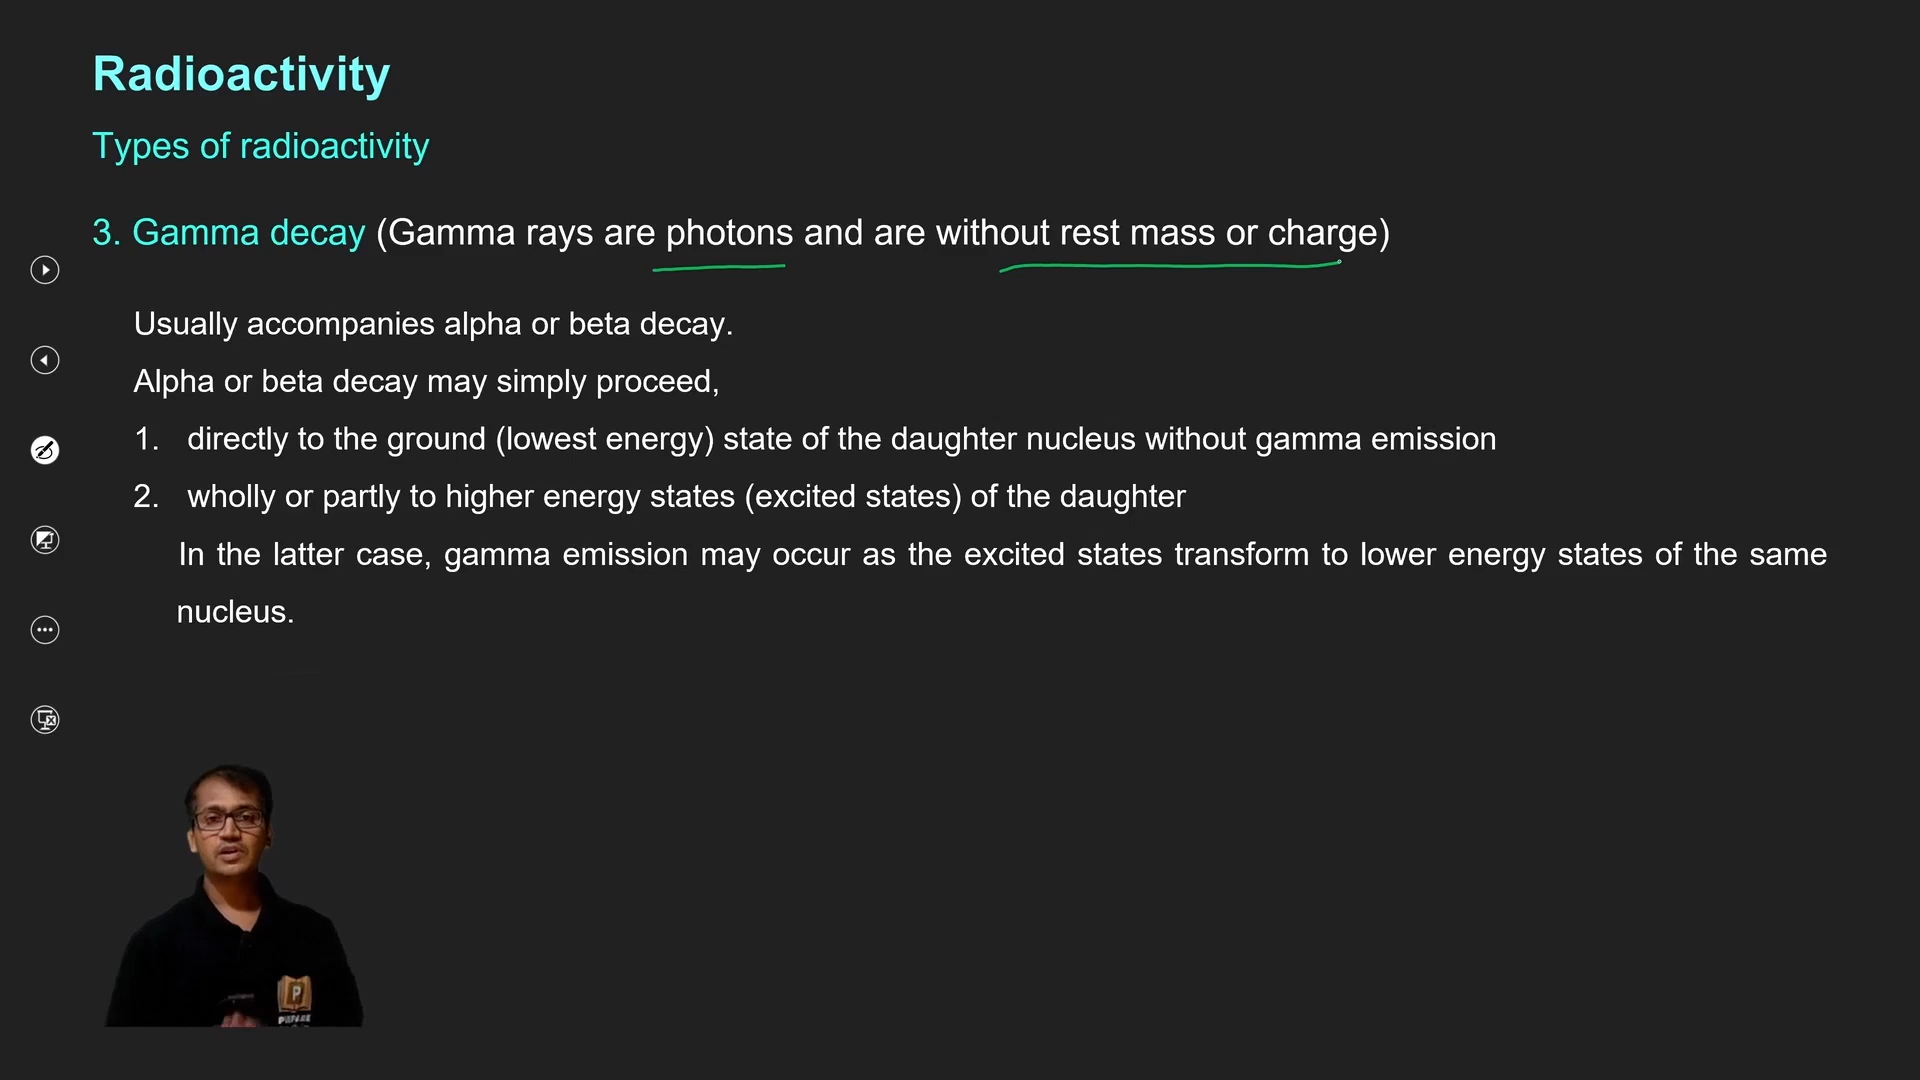 Radioactivity
Types of radioactivity
3. Gamma decay (Gamma rays are photons and are without rest mass or charge)
Usually accompanies alpha or beta decay.
Alpha or beta decay may simply proceed,
1. directly to the ground (lowest energy) state of the daughter nucleus without gamma emission
2. wholly or partly to higher energy states (excited states) of the daughter
In the latter case, gamma emission may occur as the excited states transform to lower energy states of the same
nucleus.
P